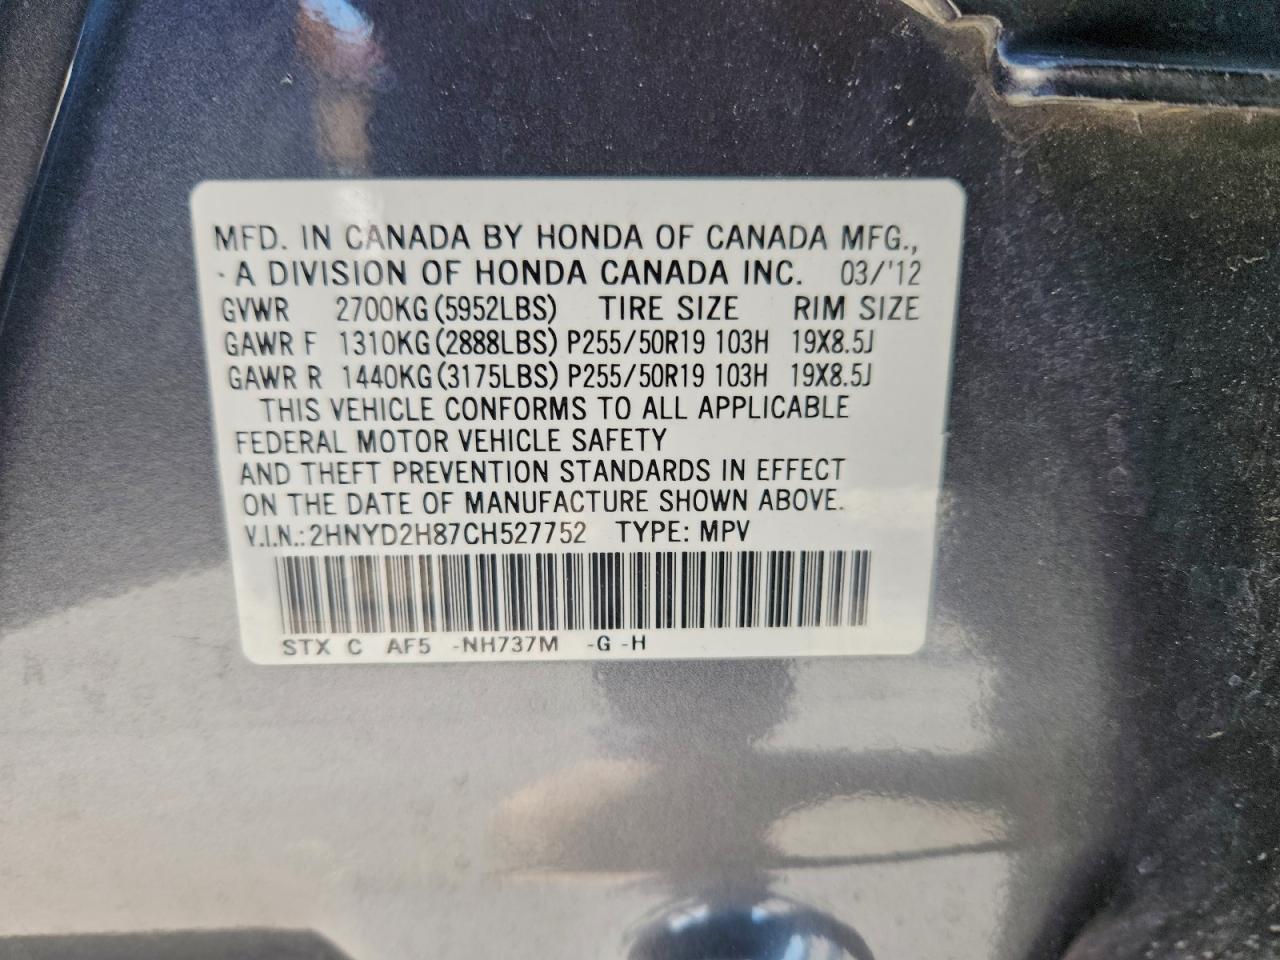 MFD. IN CANADA BY HONDA OF CANADA MFG.,
A DIVISION OF HONDA CANADA INC. 03/'12
GVWR 2700KG(5952LBS) TIRE SIZE RIM SIZE
GAWR F 1310KG(2888LBS) P255/50R19 103H 19X8.5J
GAWR R 1440KG(3175LBS) P255/50R19 103H 19X8.5J
THIS VEHICLE CONFORMS TO ALL APPLICABLE
FEDERAL MOTOR VEHICLE SAFETY
AND THEFT PREVENTION STANDARDS IN EFFECT
ON THE DATE OF MANUFACTURE SHOWN ABOVE.
V.I.N.:2HNYD2H87CH527752 TYPE: MPV
STX C AF5 -NH737M -G -H